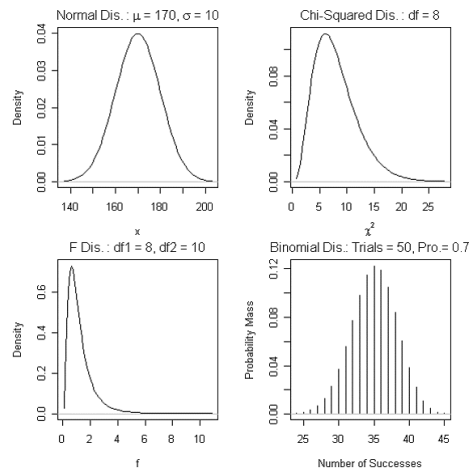 Normal Dis. : μ = 170, σ = 10
Density
0.00 0.01 0.02 0.03 0.04
140 160 180 200
x
Chi-Squared Dis. : df = 8
Density
0.00 0.04 0.08
0 5 10 15 20 25
χ²
F Dis. : df1 = 8, df2 = 10
Density
0.0 0.2 0.4 0.6
0 2 4 6 8 10
f
Binomial Dis.: Trials = 50, Pro.= 0.7
Probability Mass
0.00 0.04 0.08 0.12
25 30 35 40 45
Number of Successes